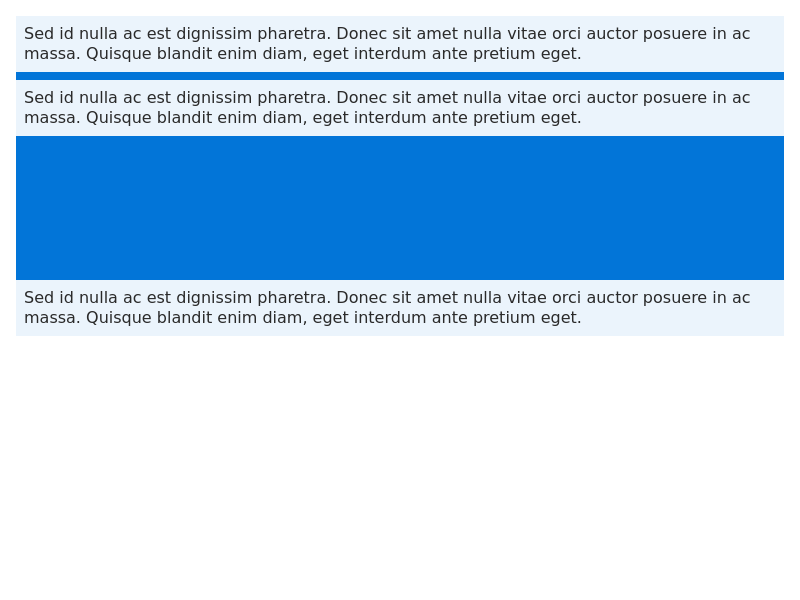 Sed id nulla ac est dignissim pharetra. Donec sit amet nulla vitae orci auctor posuere in ac
massa. Quisque blandit enim diam, eget interdum ante pretium eget.
Sed id nulla ac est dignissim pharetra. Donec sit amet nulla vitae orci auctor posuere in ac
massa. Quisque blandit enim diam, eget interdum ante pretium eget.
Sed id nulla ac est dignissim pharetra. Donec sit amet nulla vitae orci auctor posuere in ac
massa. Quisque blandit enim diam, eget interdum ante pretium eget.